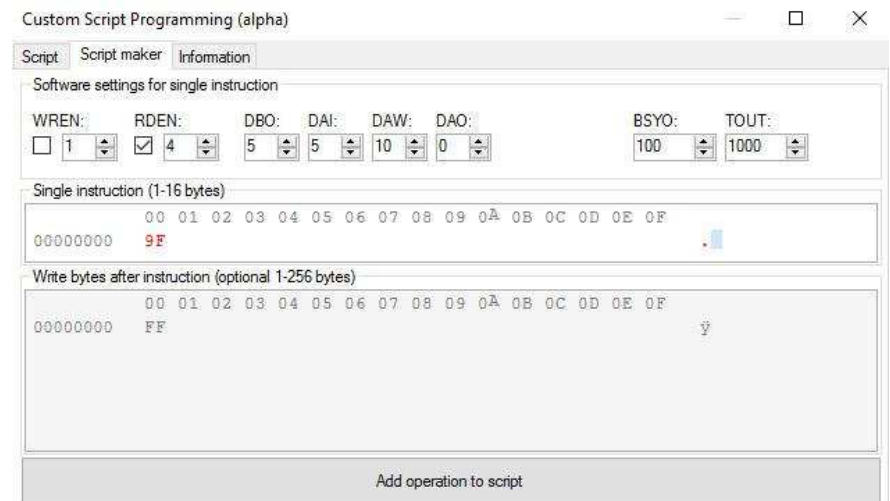 Custom Script Programming (alpha)
Script Script maker Information
Software settings for single instruction
WREN: RDEN: DBO: DAI: DAW: DAO: BSYO: TOUT:
1 4 5 5 10 0 100 1000
Single instruction (1-16 bytes)
00 01 02 03 04 05 06 07 08 09 0A 0B 0C 0D 0E 0F
00000000 9F .
Write bytes after instruction (optional 1-256 bytes)
00 01 02 03 04 05 06 07 08 09 0A 0B 0C 0D 0E 0F
00000000 FF ÿ
Add operation to script